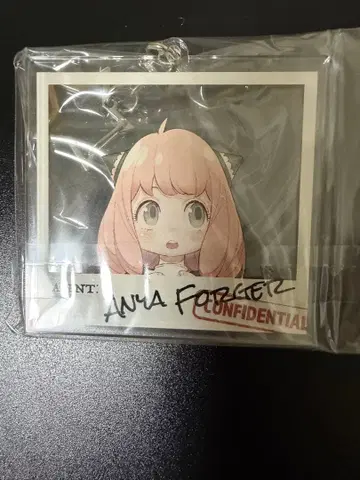 AGENT:
ANYA FORGER
CONFIDENTIAL